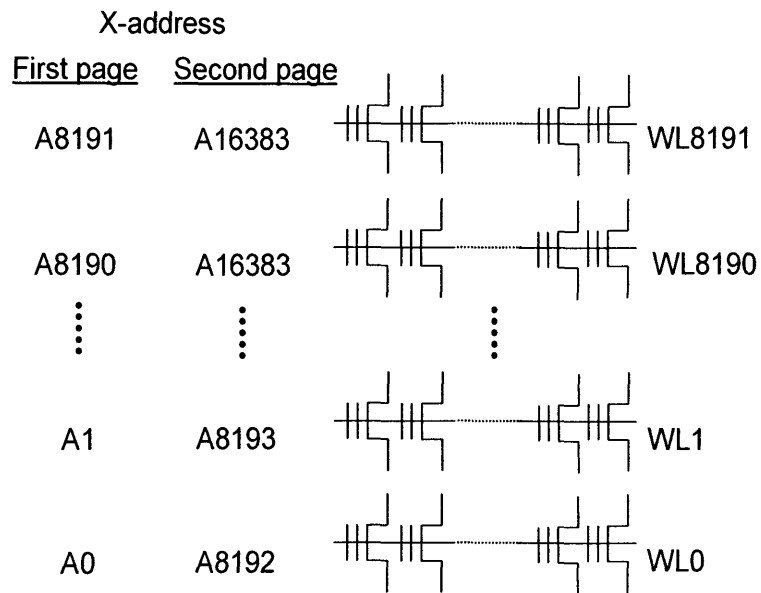 X-address
First page Second page
A8191 A16383 WL8191
A8190 A16383 WL8190
A1 A8193 WL1
A0 A8192 WL0